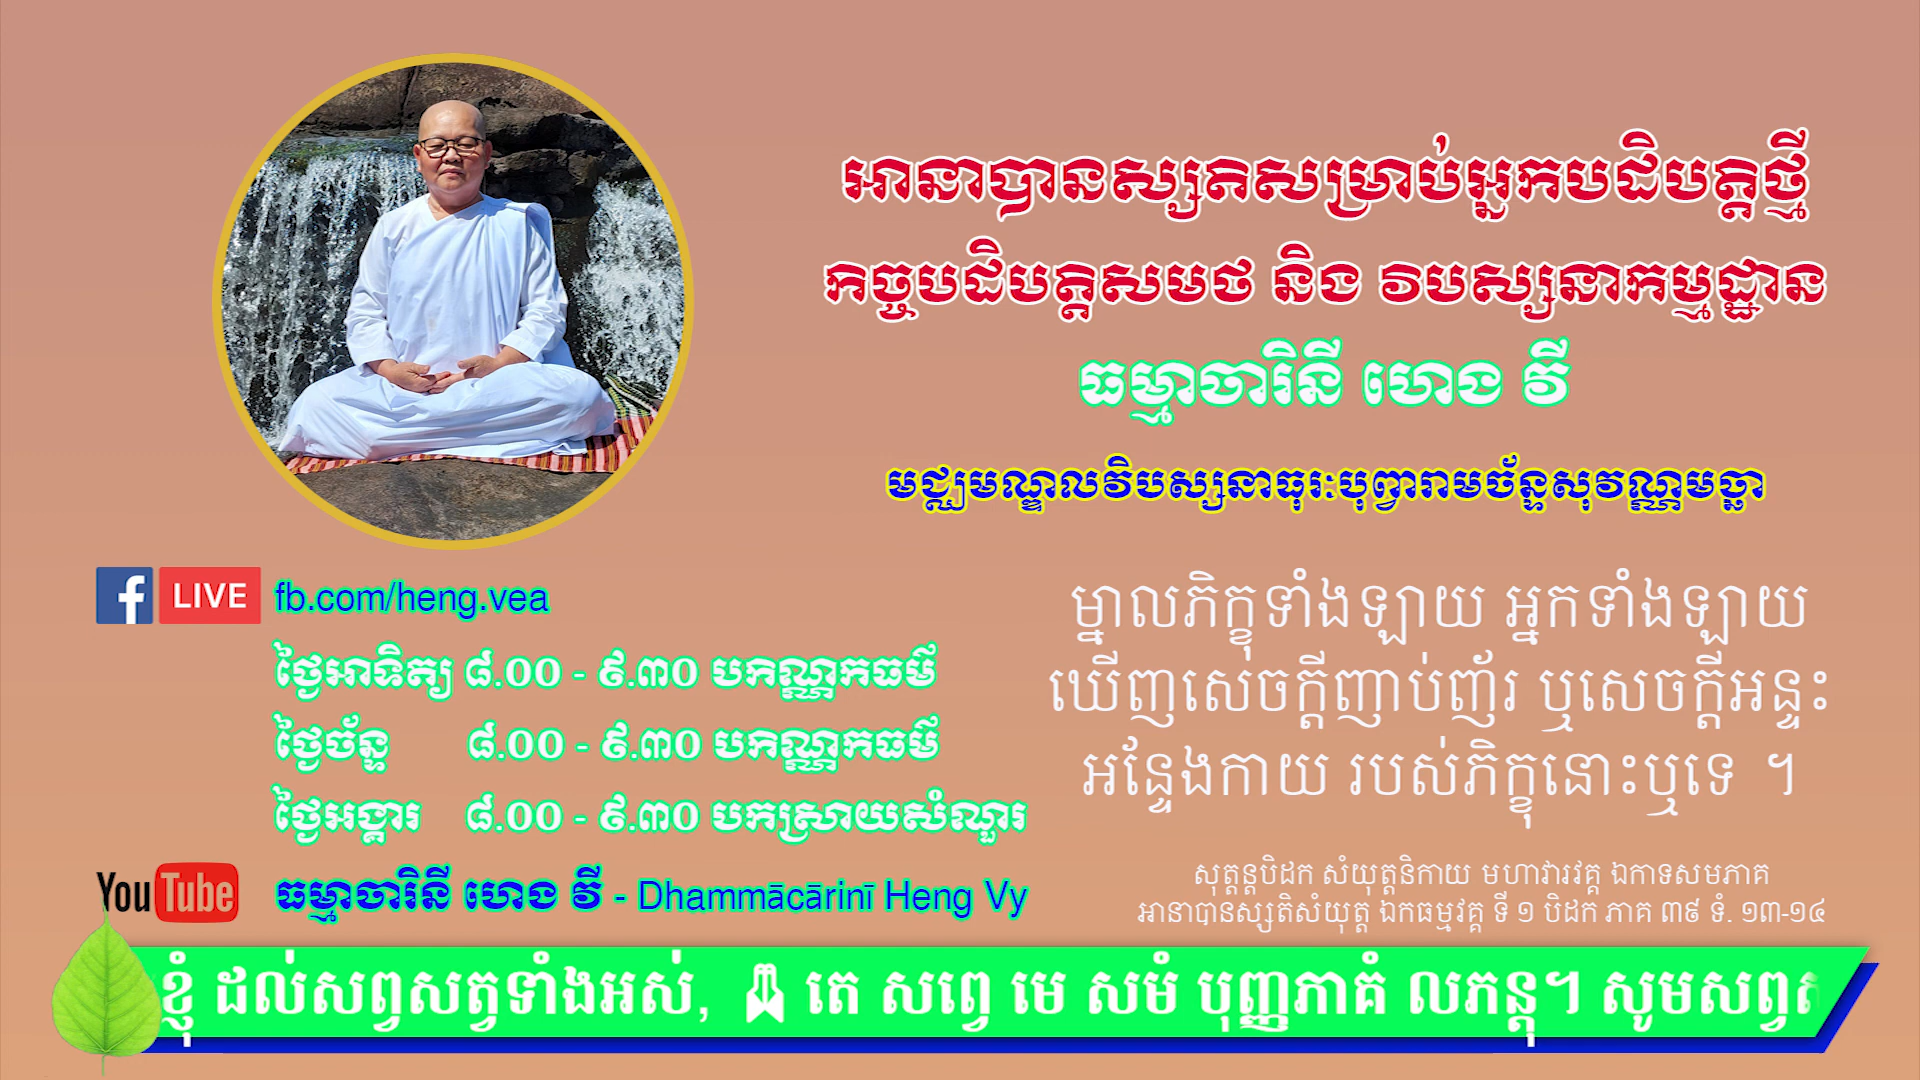 អានាបានស្សតិសម្រាប់អ្នកបដិបត្តិថ្មី
កិច្ចបដិបត្តិសមថ និង វិបស្សនាកម្មដ្ឋាន
ធម្មាចារិនី ហេង វី
មជ្ឈមណ្ឌលវិបស្សនាធុរៈបុព្វារាមច័ន្ទសុវណ្ណមច្ឆា
f LIVE fb.com/heng.vea
ថ្ងៃអាទិត្យ ៨.០០ - ៩.៣០ បកិណ្ណកធម៌
ថ្ងៃច័ន្ទ ៨.០០ - ៩.៣០ បកិណ្ណកធម៌
ថ្ងៃអង្គារ ៨.០០ - ៩.៣០ បកស្រាយសំណួរ
YouTube ធម្មាចារិនី ហេង វី - Dhammācārinī Heng Vy
ម្នាលភិក្ខុទាំងឡាយ អ្នកទាំងឡាយ
ឃើញសេចក្តីញាប់ញ័រ ឬសេចក្តីអន្ទះ
អន្ទែងកាយ របស់ភិក្ខុនោះឬទេ ។
សុត្តន្តបិដក សំយុត្តនិកាយ មហាវារវគ្គ ឯកាទសមភាគ
អានាបានស្សតិសំយុត្ត ឯកធម្មវគ្គ ទី ១ បិដក ភាគ ៣៩ ទំ. ១៣-១៤
ខ្ញុំ ដល់សព្វសត្វទាំងអស់, 🙏 តេ សព្វេ មេ សមំ បុញ្ញភាគំ លភន្តុ។ សូមសព្វស